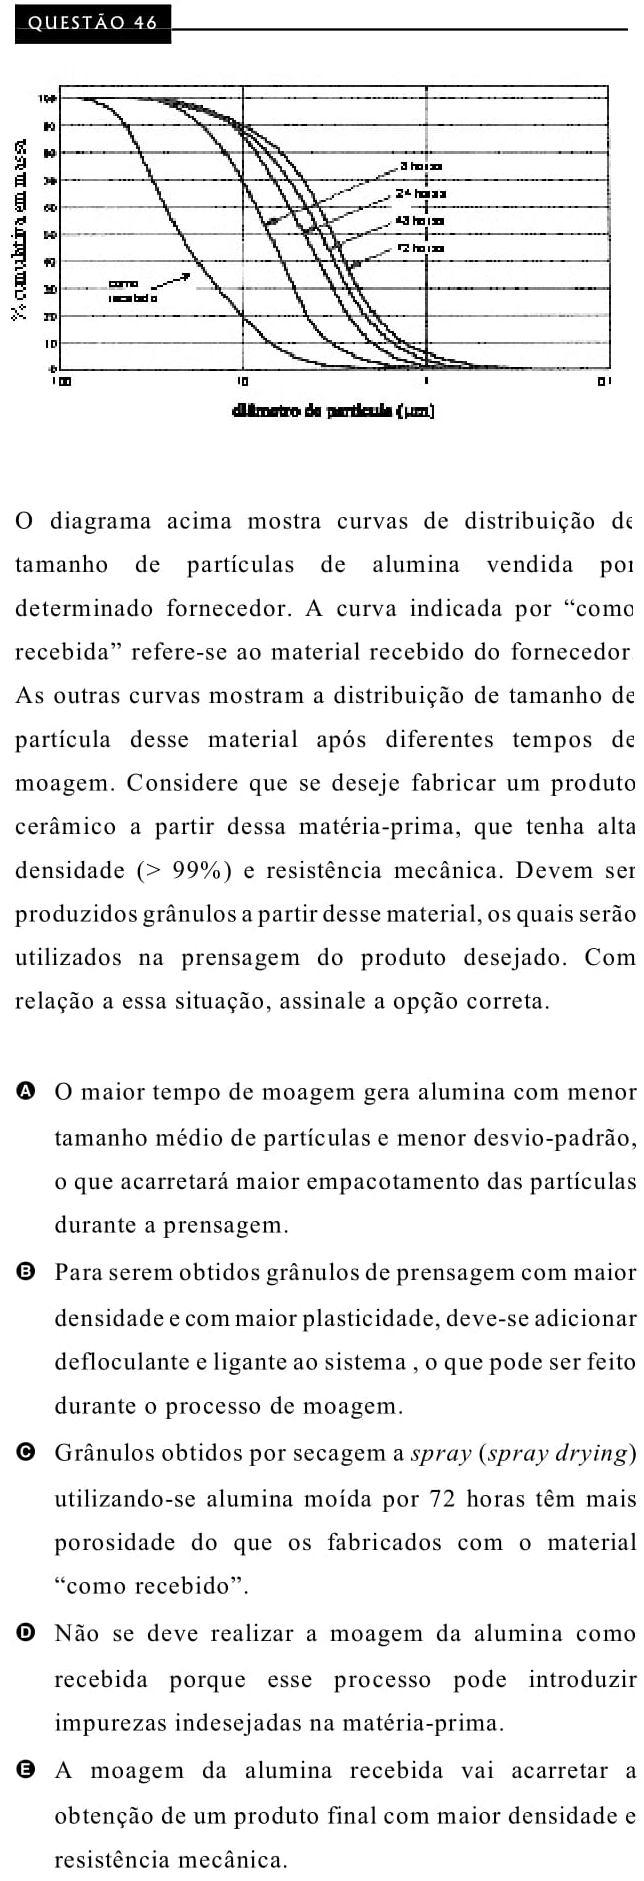 QUESTÃO 46
% cumulativa em massa
100
90
80
70
60
50
40
30
20
10
0
8 horas
24 horas
48 horas
72 horas
como
recebido
100
10
1
0.1
diâmetro de partícula (μm)
O diagrama acima mostra curvas de distribuição de
tamanho de partículas de alumina vendida por
determinado fornecedor. A curva indicada por “como
recebida” refere-se ao material recebido do fornecedor.
As outras curvas mostram a distribuição de tamanho de
partícula desse material após diferentes tempos de
moagem. Considere que se deseje fabricar um produto
cerâmico a partir dessa matéria-prima, que tenha alta
densidade (> 99%) e resistência mecânica. Devem ser
produzidos grânulos a partir desse material, os quais serão
utilizados na prensagem do produto desejado. Com
relação a essa situação, assinale a opção correta.
A O maior tempo de moagem gera alumina com menor
tamanho médio de partículas e menor desvio-padrão,
o que acarretará maior empacotamento das partículas
durante a prensagem.
B Para serem obtidos grânulos de prensagem com maior
densidade e com maior plasticidade, deve-se adicionar
defloculante e ligante ao sistema , o que pode ser feito
durante o processo de moagem.
C Grânulos obtidos por secagem a spray (spray drying)
utilizando-se alumina moída por 72 horas têm mais
porosidade do que os fabricados com o material
“como recebido”.
D Não se deve realizar a moagem da alumina como
recebida porque esse processo pode introduzir
impurezas indesejadas na matéria-prima.
E A moagem da alumina recebida vai acarretar a
obtenção de um produto final com maior densidade e
resistência mecânica.